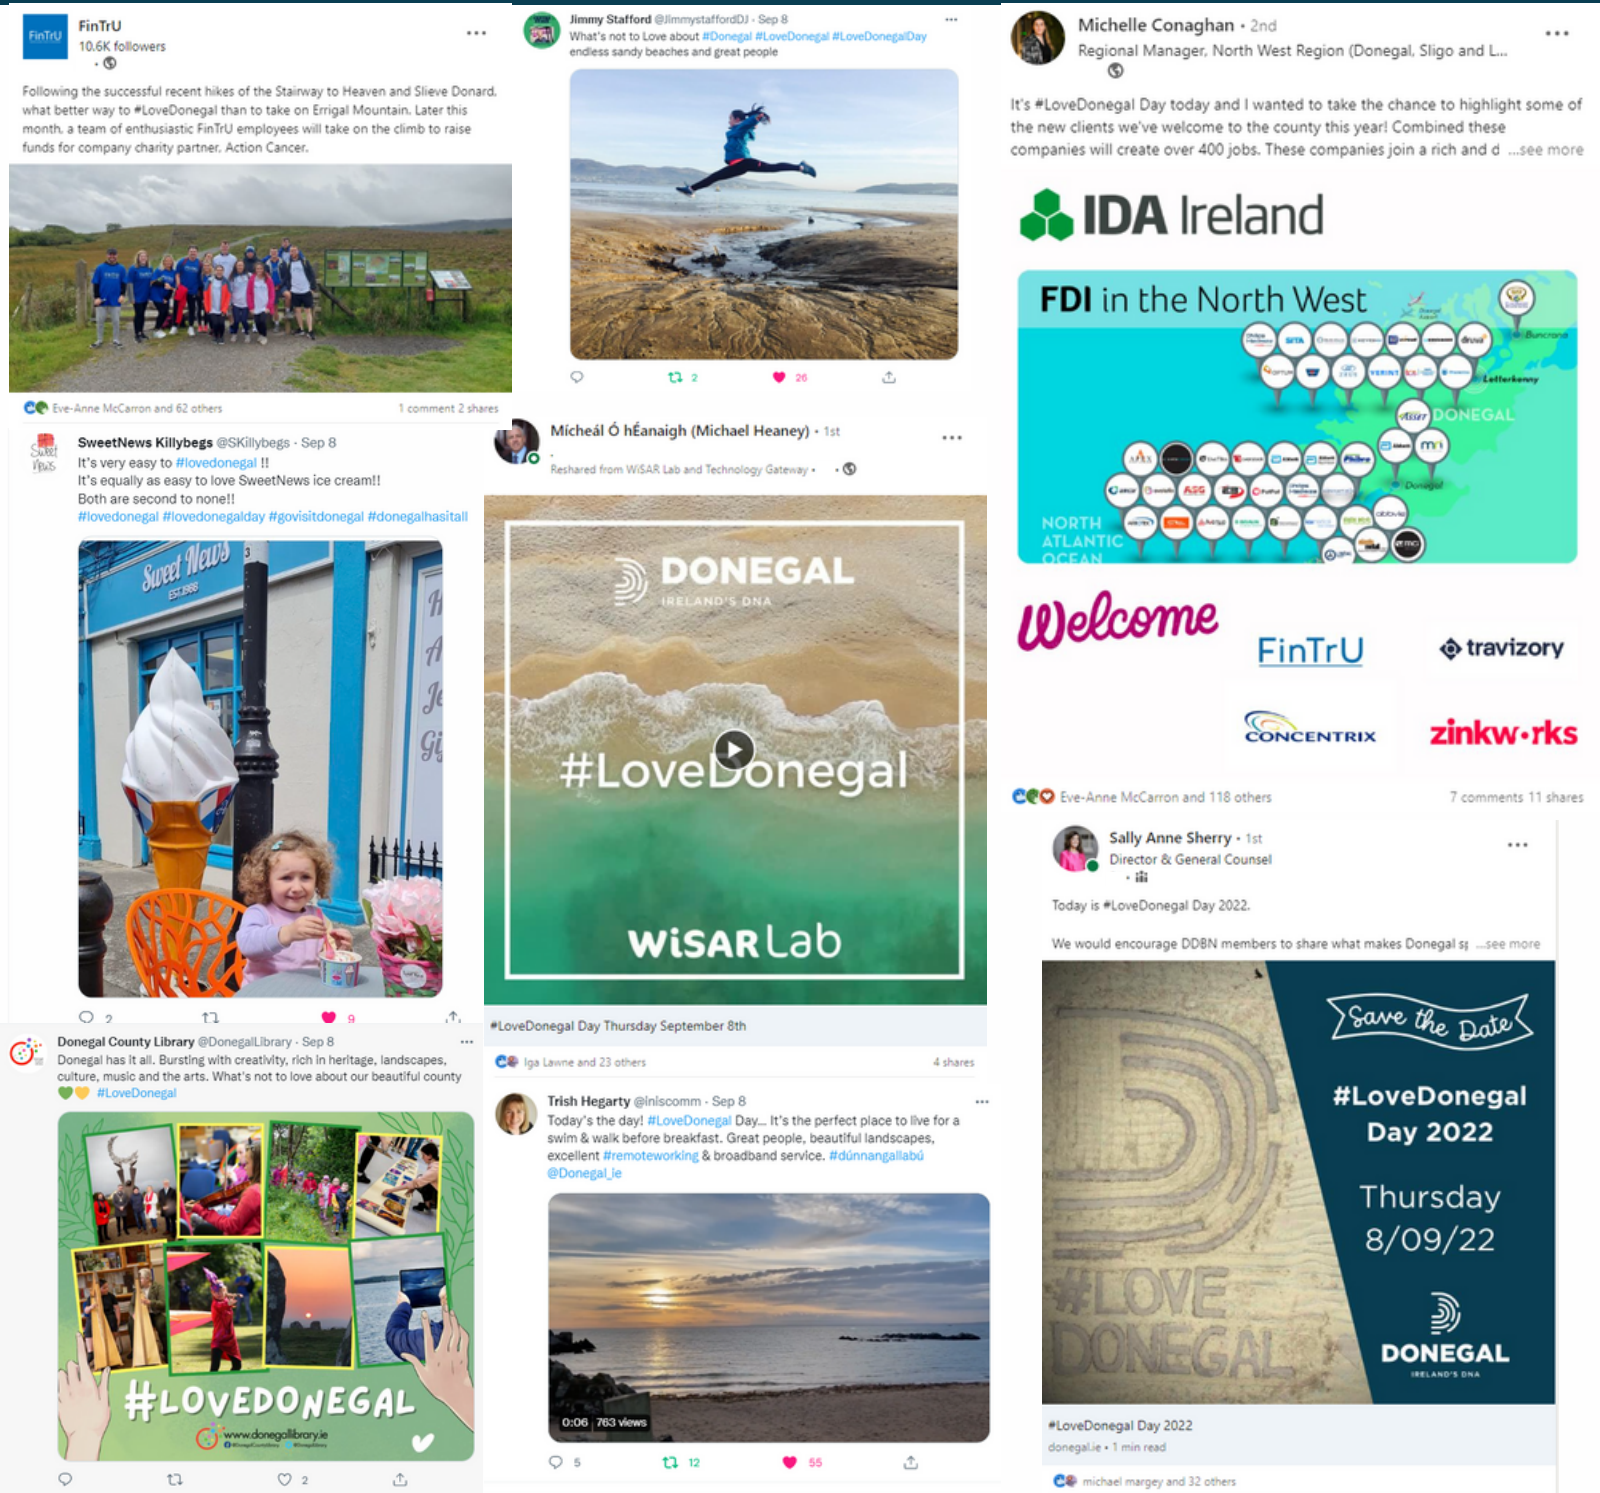 FinTrU
FinTrU
10.6K followers
Following the successful recent hikes of the Stairway to Heaven and Slieve Donard,
what better way to #LoveDonegal than to take on Errigal Mountain. Later this
month, a team of enthusiastic FinTrU employees will take on the climb to raise
funds for company charity partner, Action Cancer.
Eve-Anne McCarron and 62 others
1 comment 2 shares
SweetNews Killybegs @SKillybegs · Sep 8
It's very easy to #lovedonegal !!
It's equally as easy to love SweetNews ice cream!!
Both are second to none!!
#lovedonegal #lovedonegalday #govisitdonegal #donegalhasitall
Sweet News
EST.1966
3
2
9
Donegal County Library @DonegalLibrary · Sep 8
Donegal has it all. Bursting with creativity, rich in heritage, landscapes,
culture, music and the arts. What's not to love about our beautiful county
💚💛 #LoveDonegal
#LOVEDONEGAL
www.donegallibrary.ie
2
Jimmy Stafford @JimmystaffordDJ · Sep 8
What's not to Love about #Donegal #LoveDonegal #LoveDonegalDay
endless sandy beaches and great people
2
26
Mícheál Ó hÉanaigh (Michael Heaney) • 1st
.
Reshared from WiSAR Lab and Technology Gateway •
DONEGAL
IRELAND'S DNA
#LoveDonegal
WiSAR Lab
#LoveDonegal Day Thursday September 8th
Iga Lawne and 23 others
4 shares
Trish Hegarty @iniscomm · Sep 8
Today's the day! #LoveDonegal Day... It's the perfect place to live for a
swim & walk before breakfast. Great people, beautiful landscapes,
excellent #remoteworking & broadband service. #dúnnangallabú
@Donegal_ie
0:06 763 views
5
12
55
Michelle Conaghan • 2nd
Regional Manager, North West Region (Donegal, Sligo and L...
It's #LoveDonegal Day today and I wanted to take the chance to highlight some of
the new clients we've welcome to the county this year! Combined these
companies will create over 400 jobs. These companies join a rich and d ...see more
IDA Ireland
FDI in the North West
Donegal Airport
Buncrana
SITA
druva
OPTUM
VERINT
Letterkenny
ASSET
DONEGAL
Abbott
mni
Donegal
abbvie
NORTH
ATLANTIC
OCEAN
Welcome
FinTrU
travizory
CONCENTRIX
zinkw•rks
Eve-Anne McCarron and 118 others
7 comments 11 shares
Sally Anne Sherry • 1st
Director & General Counsel
Today is #LoveDonegal Day 2022.
We would encourage DDBN members to share what makes Donegal sp ...see more
#LOVE
DONEGAL
Save the Date
#LoveDonegal
Day 2022
Thursday
8/09/22
DONEGAL
IRELAND'S DNA
#LoveDonegal Day 2022
donegal.ie • 1 min read
michael margey and 32 others